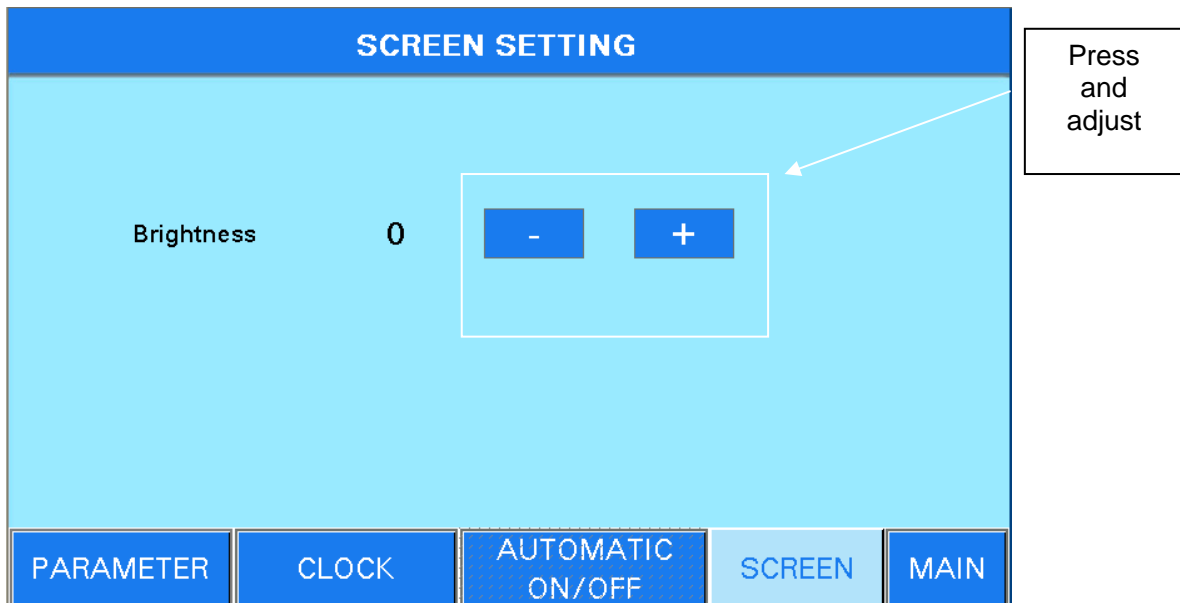 SCREEN SETTING
Press
and
adjust
Brightness 0 - +
PARAMETER CLOCK AUTOMATIC ON/OFF SCREEN MAIN